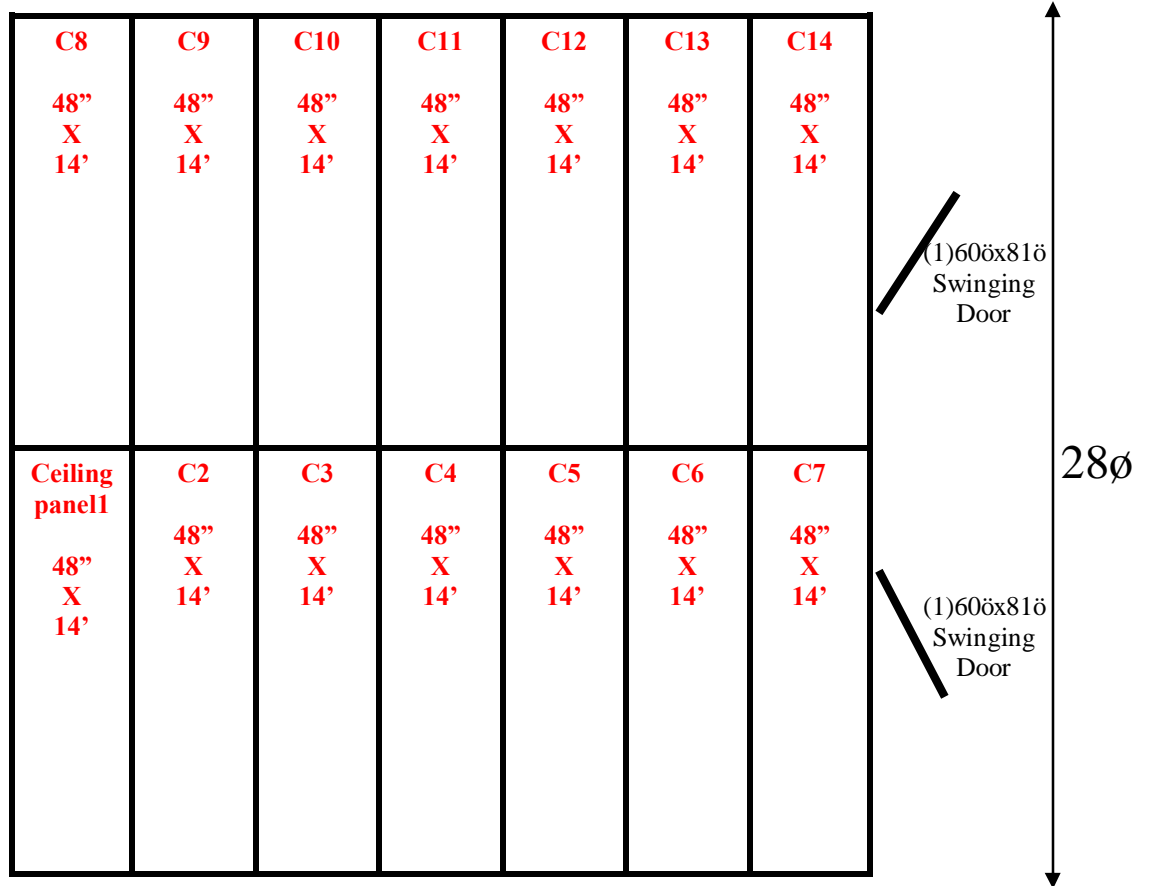 C8
48”
X
14’
C9
48”
X
14’
C10
48”
X
14’
C11
48”
X
14’
C12
48”
X
14’
C13
48”
X
14’
C14
48”
X
14’
(1)60öx81ö
Swinging
Door
28ø
Ceiling
panel1
48”
X
14’
C2
48”
X
14’
C3
48”
X
14’
C4
48”
X
14’
C5
48”
X
14’
C6
48”
X
14’
C7
48”
X
14’
(1)60öx81ö
Swinging
Door